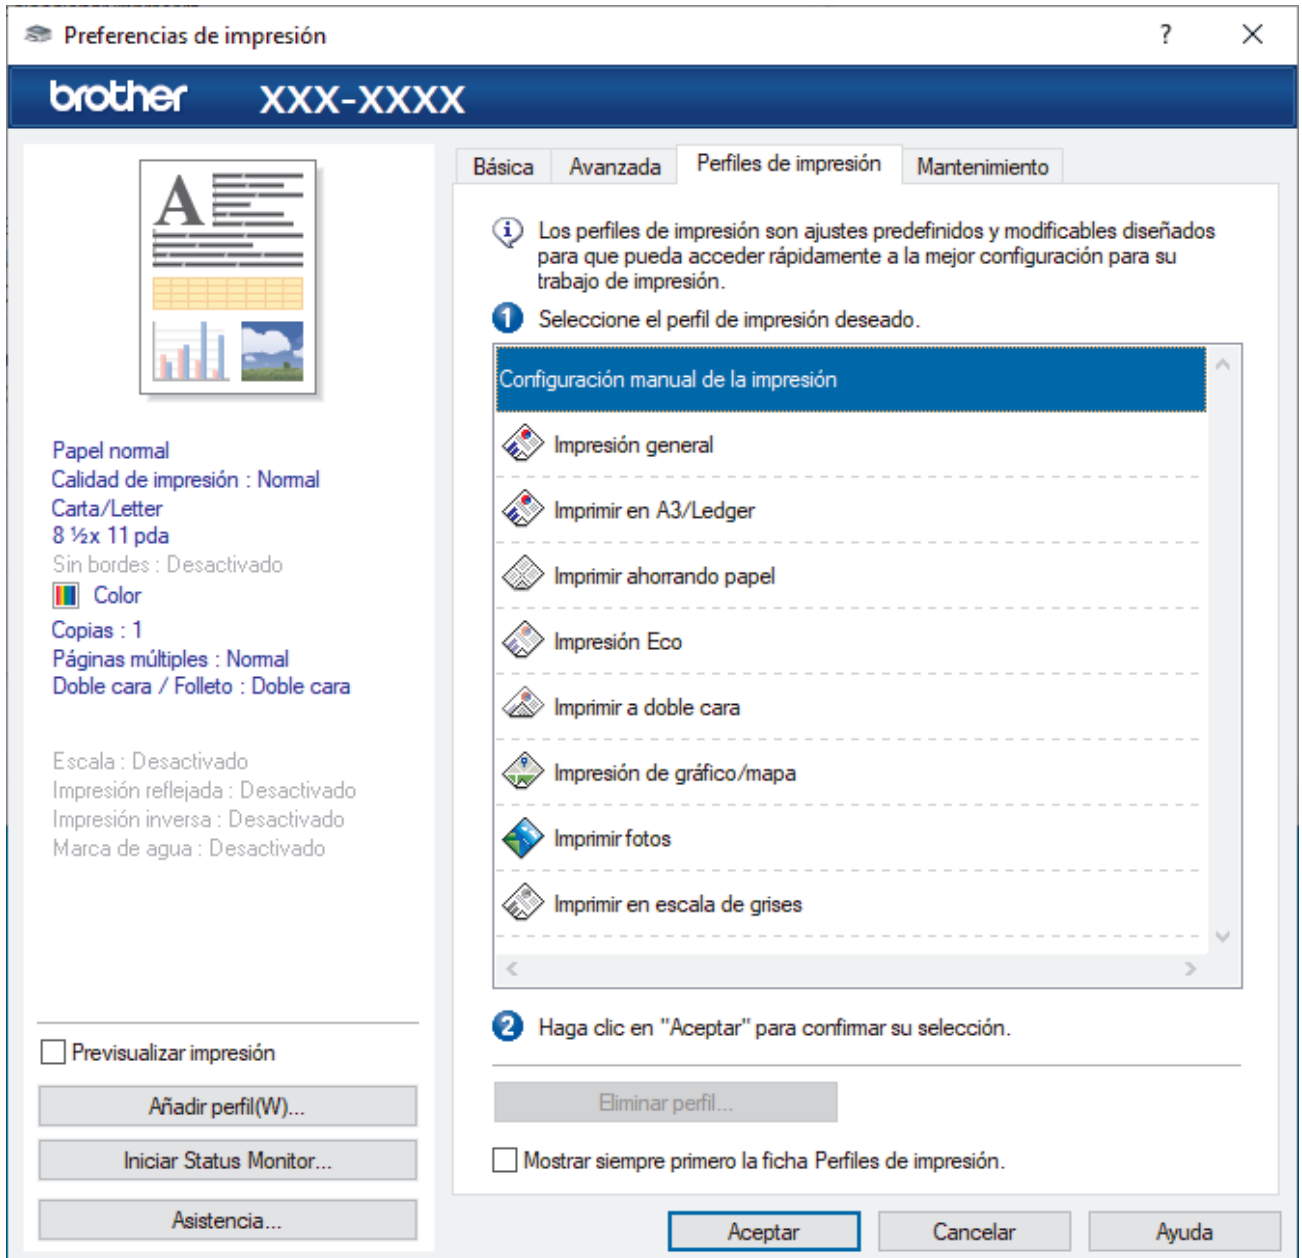 Preferencias de impresión
?
brother XXX-XXXX
A
Papel normal
Calidad de impresión : Normal
Carta/Letter
8 ½x 11 pda
Sin bordes : Desactivado
Color
Copias : 1
Páginas múltiples : Normal
Doble cara / Folleto : Doble cara
Escala : Desactivado
Impresión reflejada : Desactivado
Impresión inversa : Desactivado
Marca de agua : Desactivado
Previsualizar impresión
Añadir perfil(W)...
Iniciar Status Monitor...
Asistencia...
Básica Avanzada Perfiles de impresión Mantenimiento
Los perfiles de impresión son ajustes predefinidos y modificables diseñados
para que pueda acceder rápidamente a la mejor configuración para su
trabajo de impresión.
1 Seleccione el perfil de impresión deseado.
Configuración manual de la impresión
Impresión general
Imprimir en A3/Ledger
Imprimir ahorrando papel
Impresión Eco
Imprimir a doble cara
Impresión de gráfico/mapa
Imprimir fotos
Imprimir en escala de grises
2 Haga clic en "Aceptar" para confirmar su selección.
Eliminar perfil...
Mostrar siempre primero la ficha Perfiles de impresión.
Aceptar Cancelar Ayuda